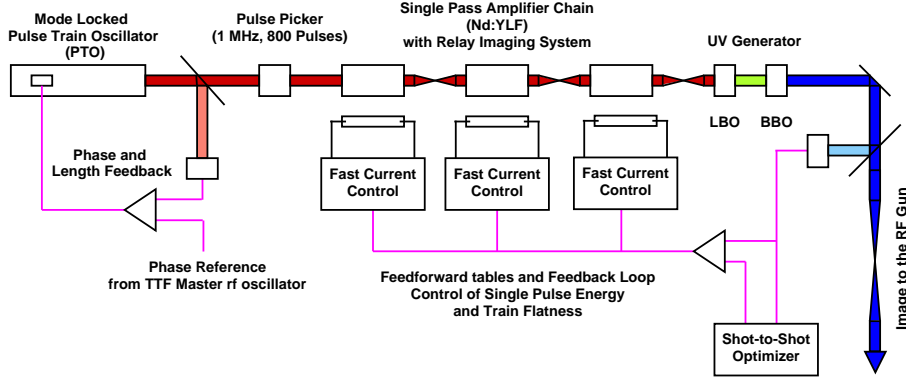 Mode Locked
Pulse Train Oscillator
(PTO)
Pulse Picker
(1 MHz, 800 Pulses)
Single Pass Amplifier Chain
(Nd:YLF)
with Relay Imaging System
UV Generator
LBO
BBO
Phase and
Length Feedback
Fast Current
Control
Fast Current
Control
Fast Current
Control
Phase Reference
from TTF Master rf oscillator
Feedforward tables and Feedback Loop
Control of Single Pulse Energy
and Train Flatness
Shot-to-Shot
Optimizer
Image to the RF Gun